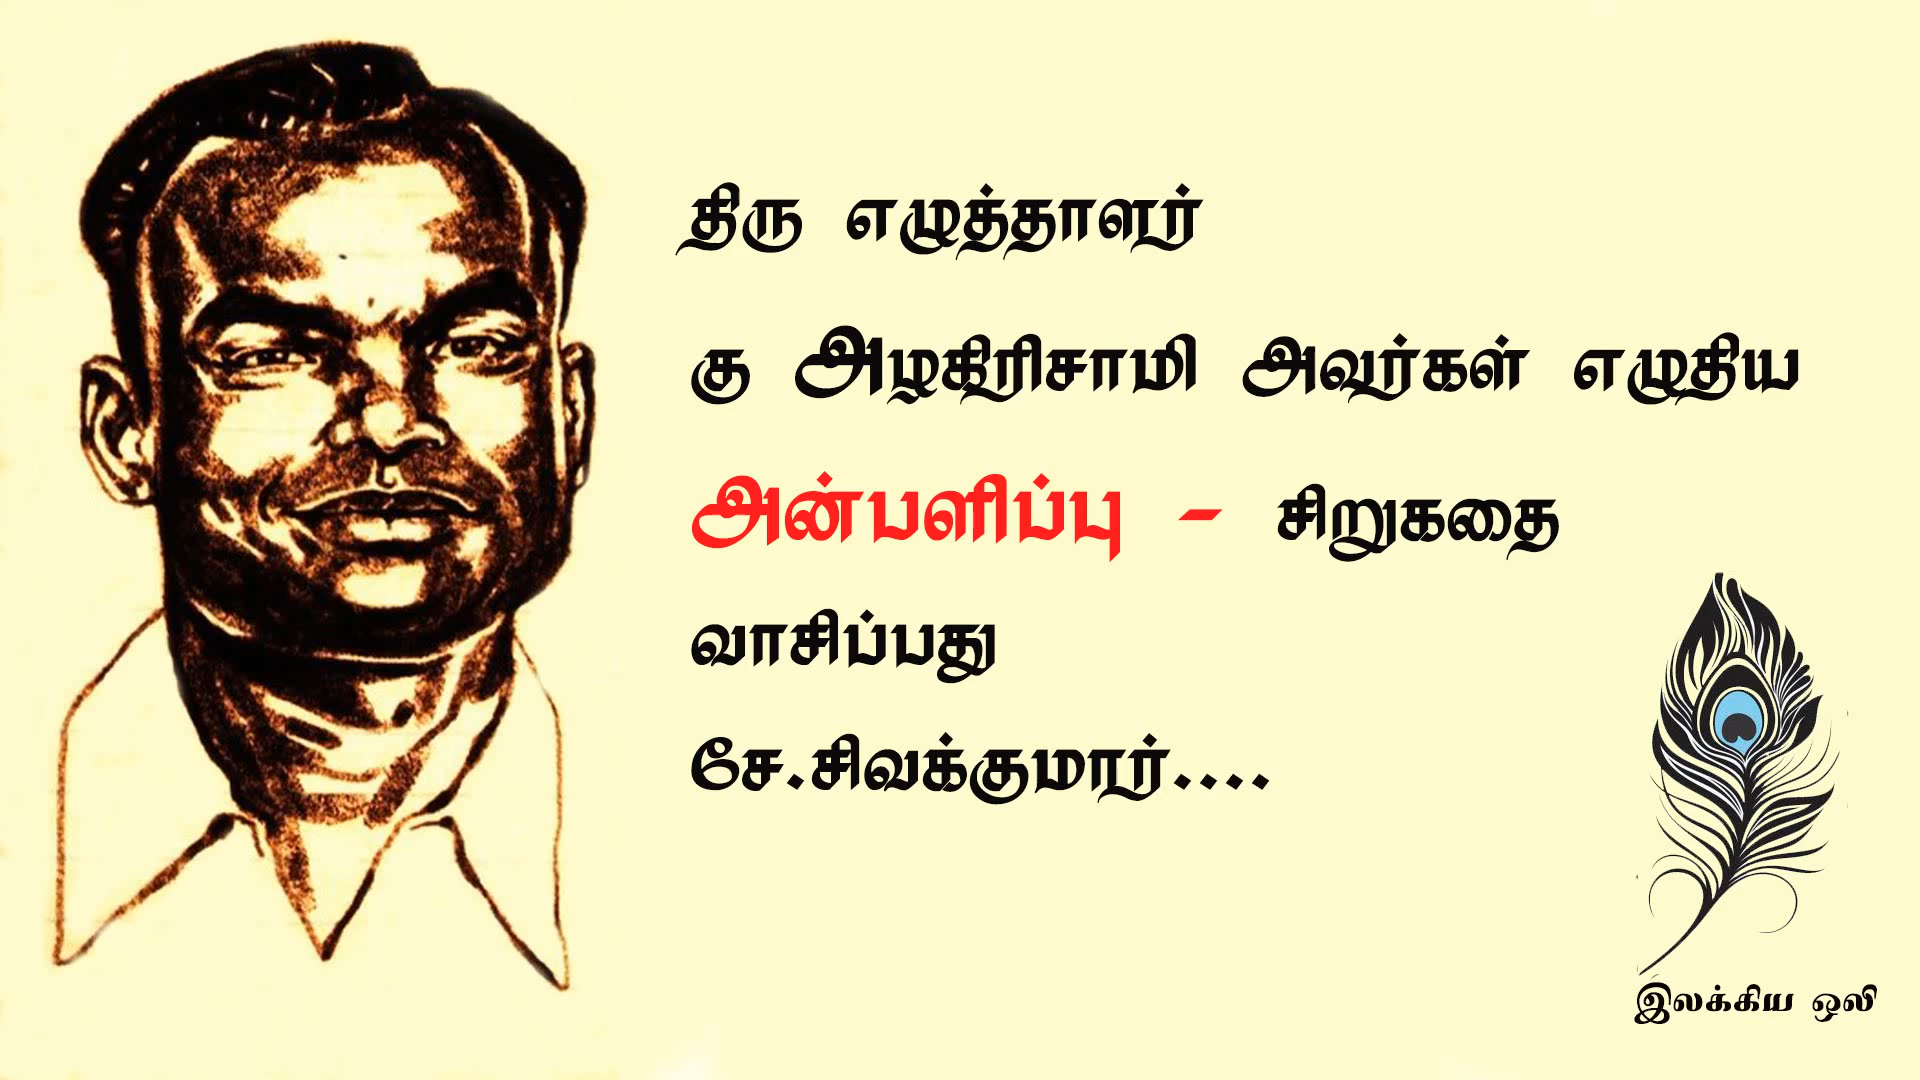 திரு எழுத்தாளர்
கு அழகிரிசாமி அவர்கள் எழுதிய
அன்பளிப்பு - சிறுகதை
வாசிப்பது
சே.சிவக்குமார்....
இலக்கிய ஒலி